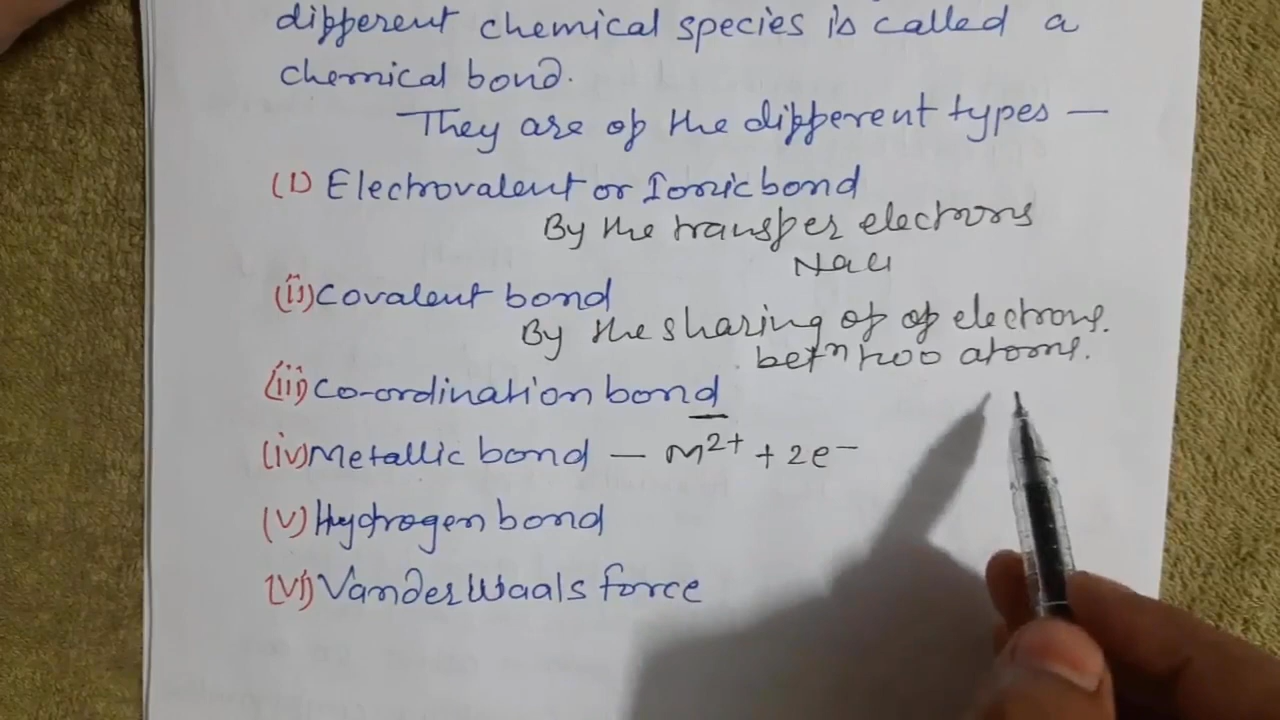 different chemical species is called a
chemical bond.
They are of the different types —
(i) Electrovalent or Ionic bond
By the transfer electrons
NaCl
(ii) Covalent bond
By the sharing of of electrons.
betn two atoms.
(iii) Co-ordination bond
(iv) Metallic bond — M²⁺ + 2e⁻
(v) Hydrogen bond
(vi) Vander Waals force